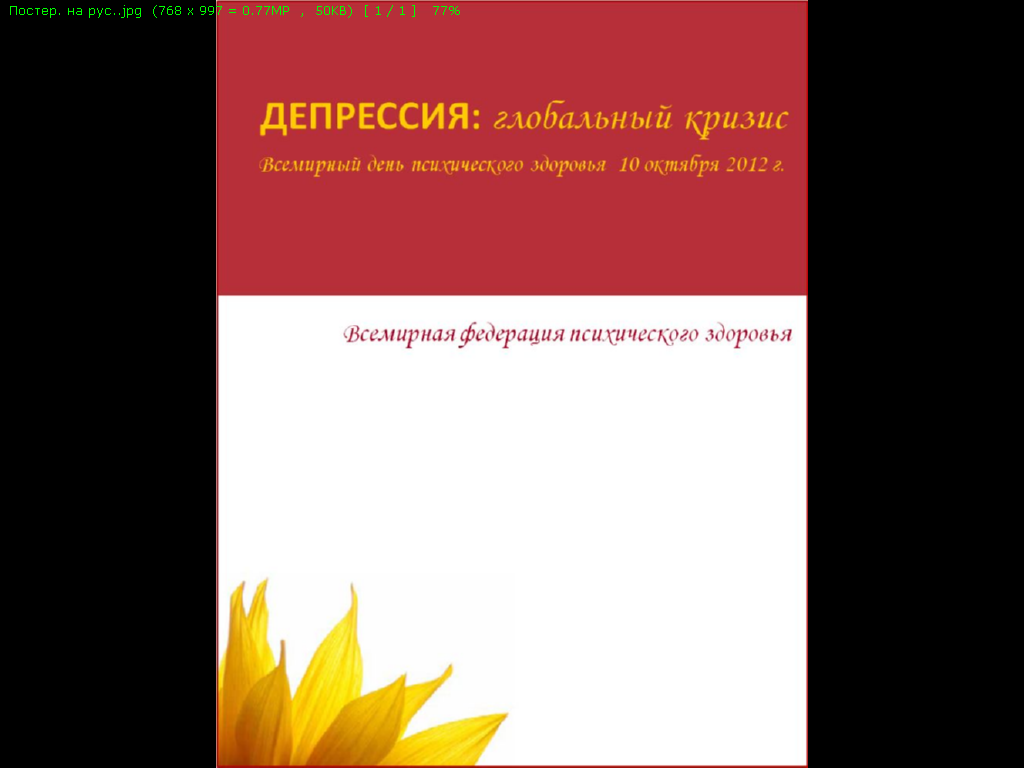 Постер. на рус..jpg (768 x 997 = 0.77MP , 50KB) [ 1 / 1 ] 77%
ДЕПРЕССИЯ: глобальный кризис
Всемирный день психического здоровья 10 октября 2012 г.
Всемирная федерация психического здоровья